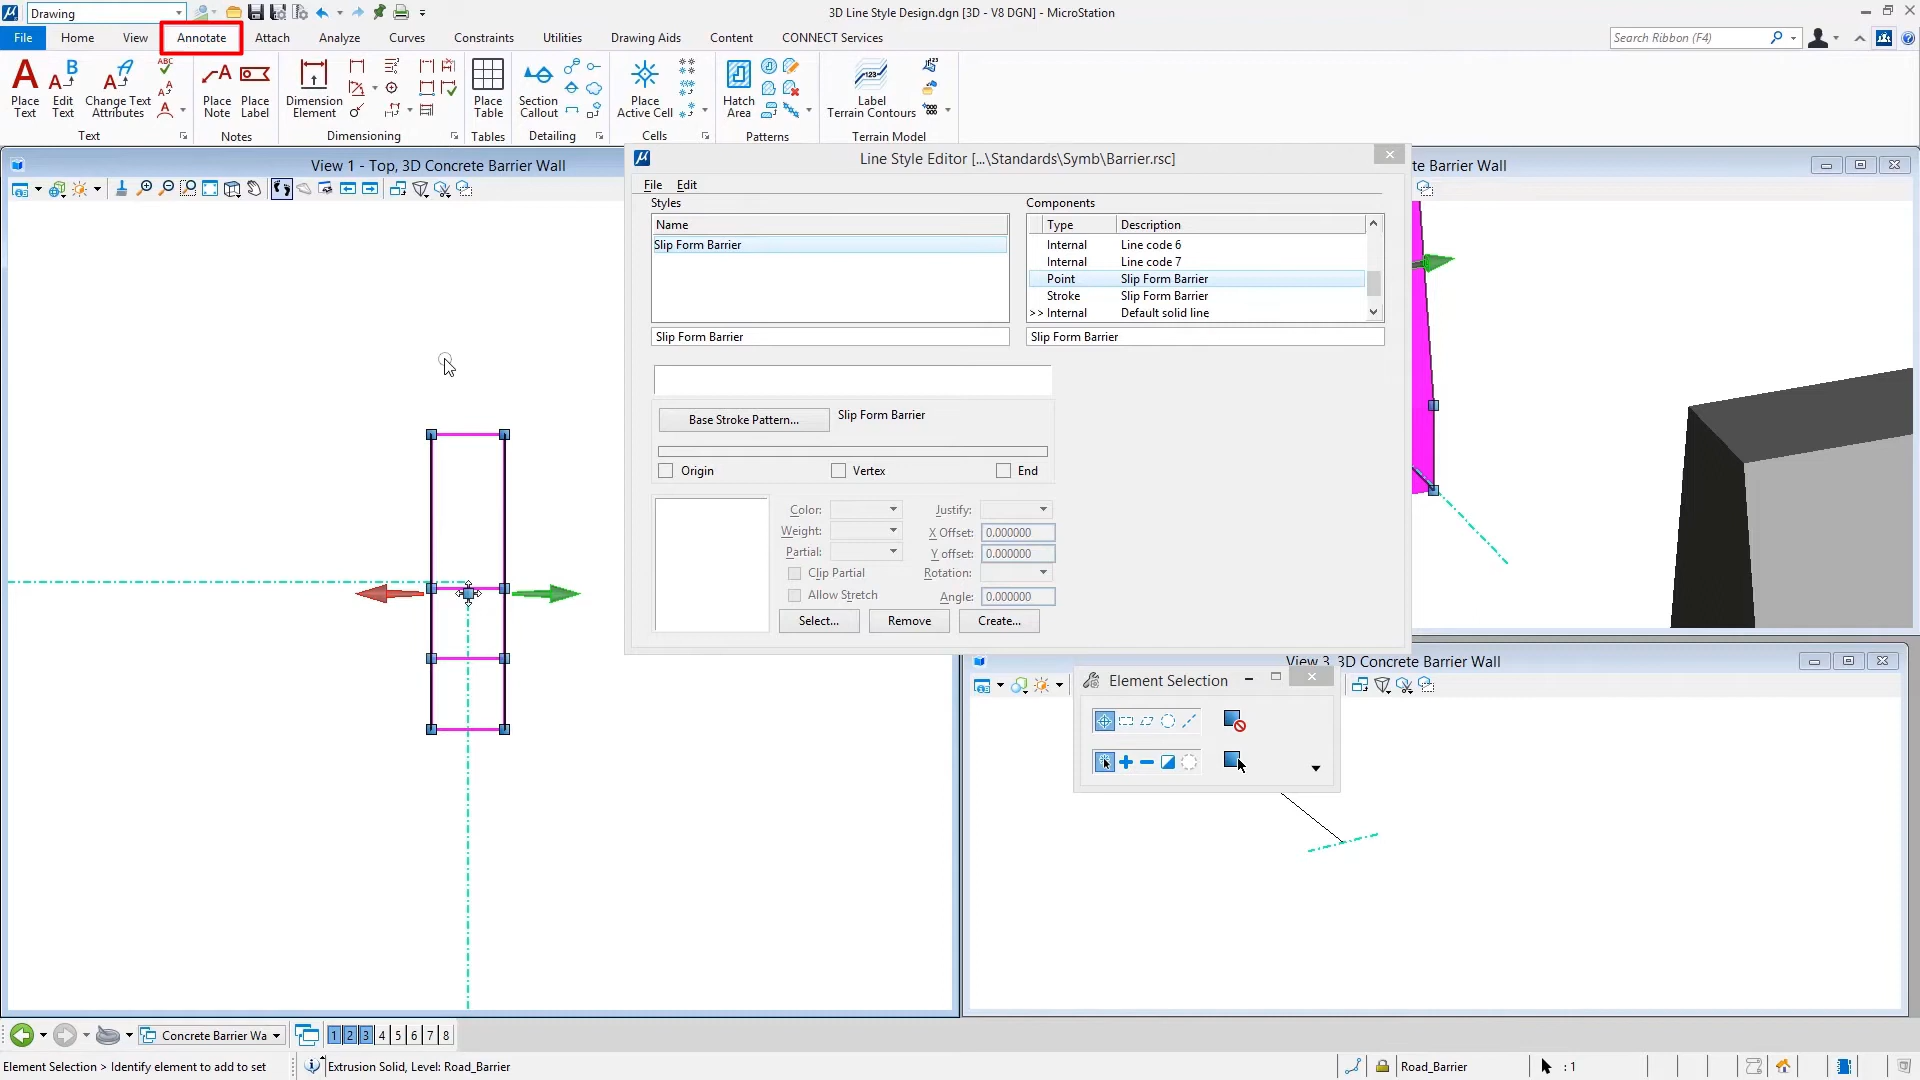 Drawing
3D Line Style Design.dgn [3D - V8 DGN] - MicroStation
File Home View Annotate Attach Analyze Curves Constraints Utilities Drawing Aids Content CONNECT Services
Search Ribbon (F4)
Place Text
Edit Text
Change Text Attributes
ABC
Place Note
Place Label
Dimension Element
Place Table
Section Callout
Place Active Cell
Hatch Area
Label Terrain Contours
Text Notes Dimensioning Tables Detailing Cells Patterns Terrain Model
View 1 - Top, 3D Concrete Barrier Wall
Line Style Editor [...\Standards\Symb\Barrier.rsc]
te Barrier Wall
File Edit
Styles
Name
Slip Form Barrier
Slip Form Barrier
Components
Type Description
Internal Line code 6
Internal Line code 7
Point Slip Form Barrier
Stroke Slip Form Barrier
>> Internal Default solid line
Slip Form Barrier
Base Stroke Pattern... Slip Form Barrier
Origin Vertex End
Color: Justify:
Weight: X Offset: 0.000000
Partial: Y offset: 0.000000
Clip Partial Rotation:
Allow Stretch Angle: 0.000000
Select... Remove Create...
View 3, 3D Concrete Barrier Wall
Element Selection
Concrete Barrier Wa
1 2 3 4 5 6 7 8
Element Selection > Identify element to add to set
Extrusion Solid, Level: Road_Barrier
Road_Barrier
: 1